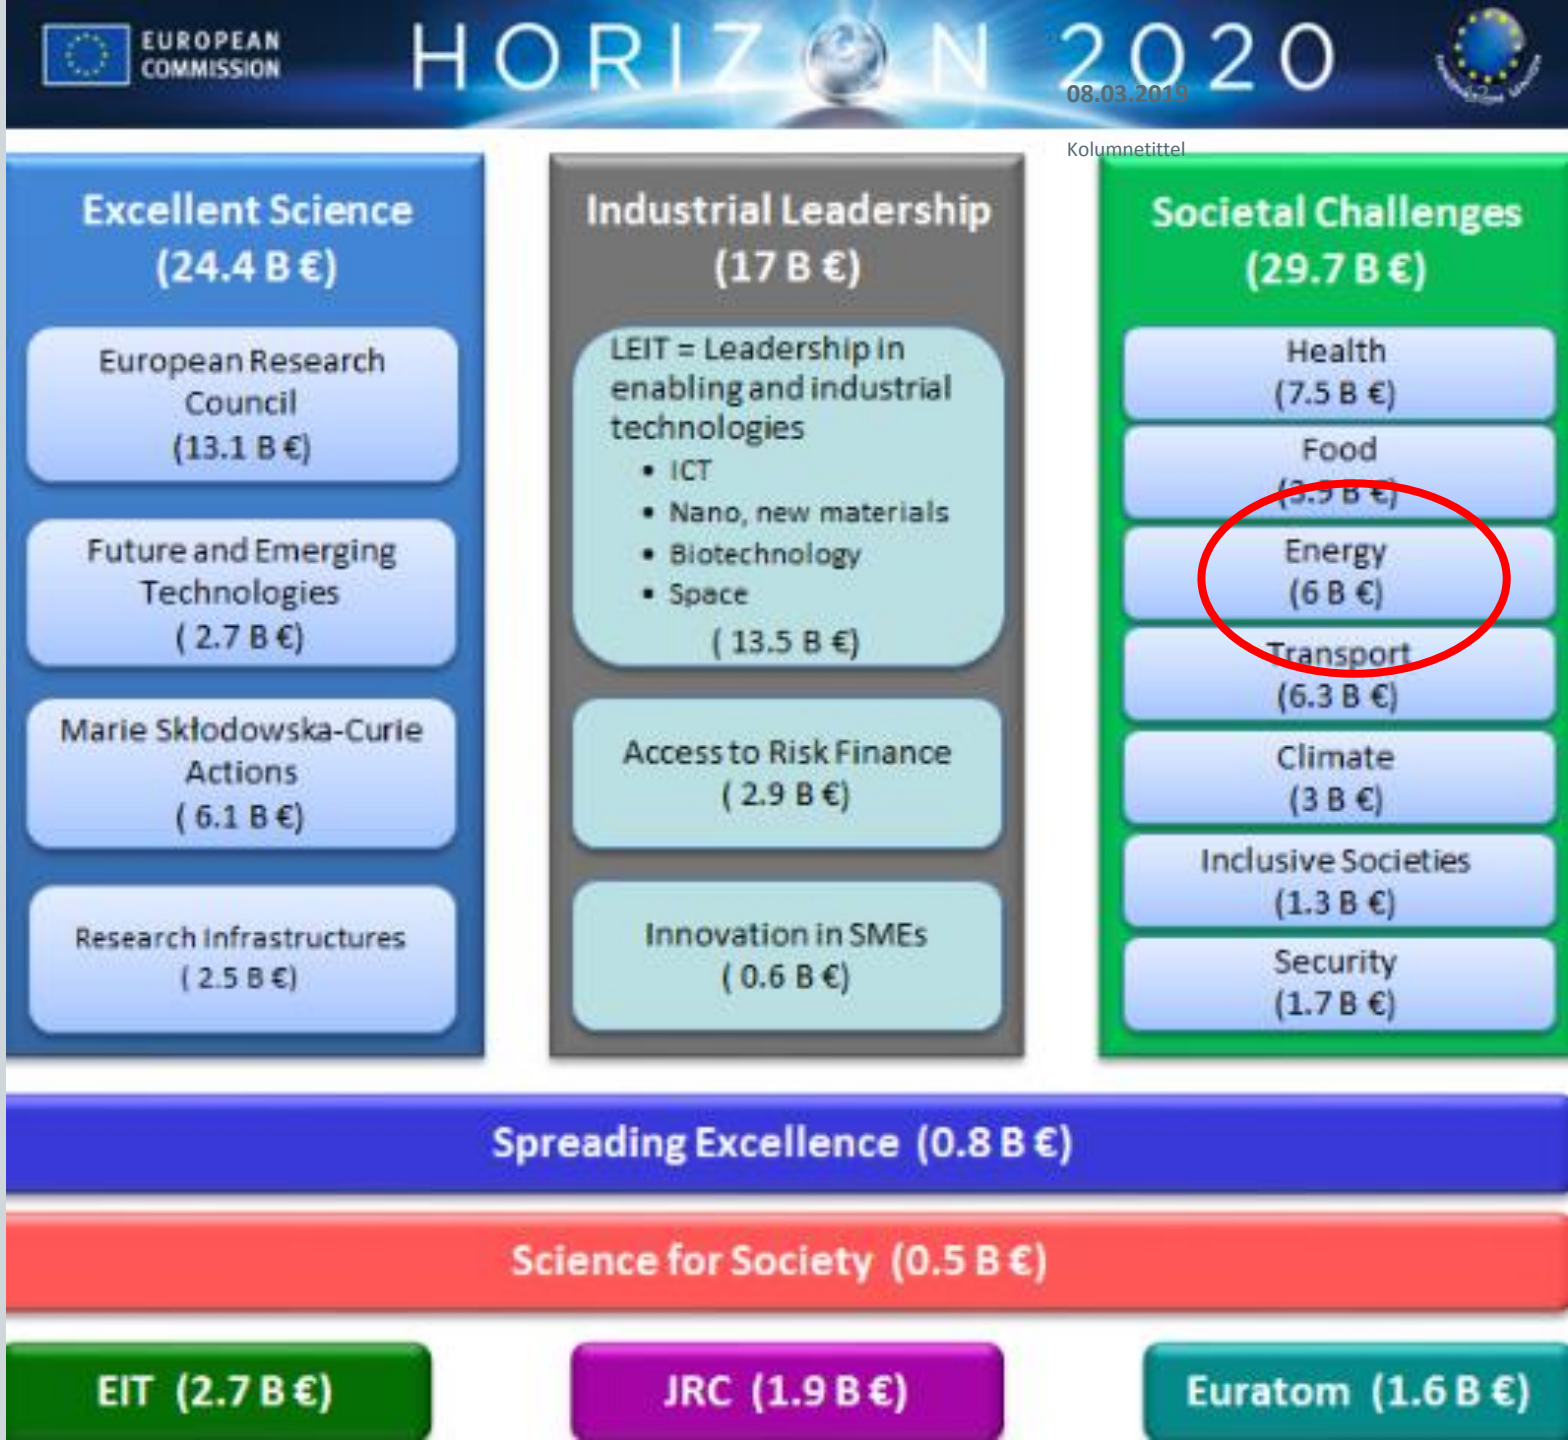 EUROPEAN
COMMISSION
HORIZON 2020
08.03.2019
Kolumnetittel
Excellent Science
(24.4 B €)
European Research
Council
(13.1 B €)
Future and Emerging
Technologies
( 2.7 B €)
Marie Skłodowska-Curie
Actions
( 6.1 B €)
Research Infrastructures
( 2.5 B €)
Industrial Leadership
(17 B €)
LEIT = Leadership in
enabling and industrial
technologies
• ICT
• Nano, new materials
• Biotechnology
• Space
( 13.5 B €)
Access to Risk Finance
( 2.9 B €)
Innovation in SMEs
( 0.6 B €)
Societal Challenges
(29.7 B €)
Health
(7.5 B €)
Food
(3.9 B €)
Energy
(6 B €)
Transport
(6.3 B €)
Climate
(3 B €)
Inclusive Societies
(1.3 B €)
Security
(1.7 B €)
Spreading Excellence (0.8 B €)
Science for Society (0.5 B €)
EIT (2.7 B €)
JRC (1.9 B €)
Euratom (1.6 B €)